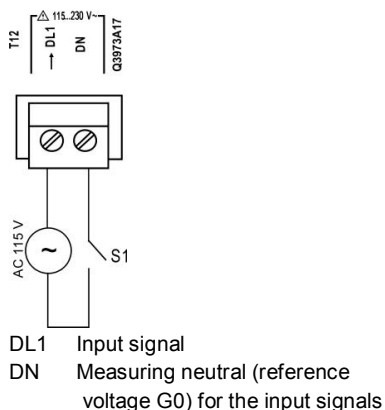 ⚠ 115...230 V~
T12
DL1
DN
Q3973A17
AC 115 V
~
S1
DL1 Input signal
DN Measuring neutral (reference
voltage G0) for the input signals